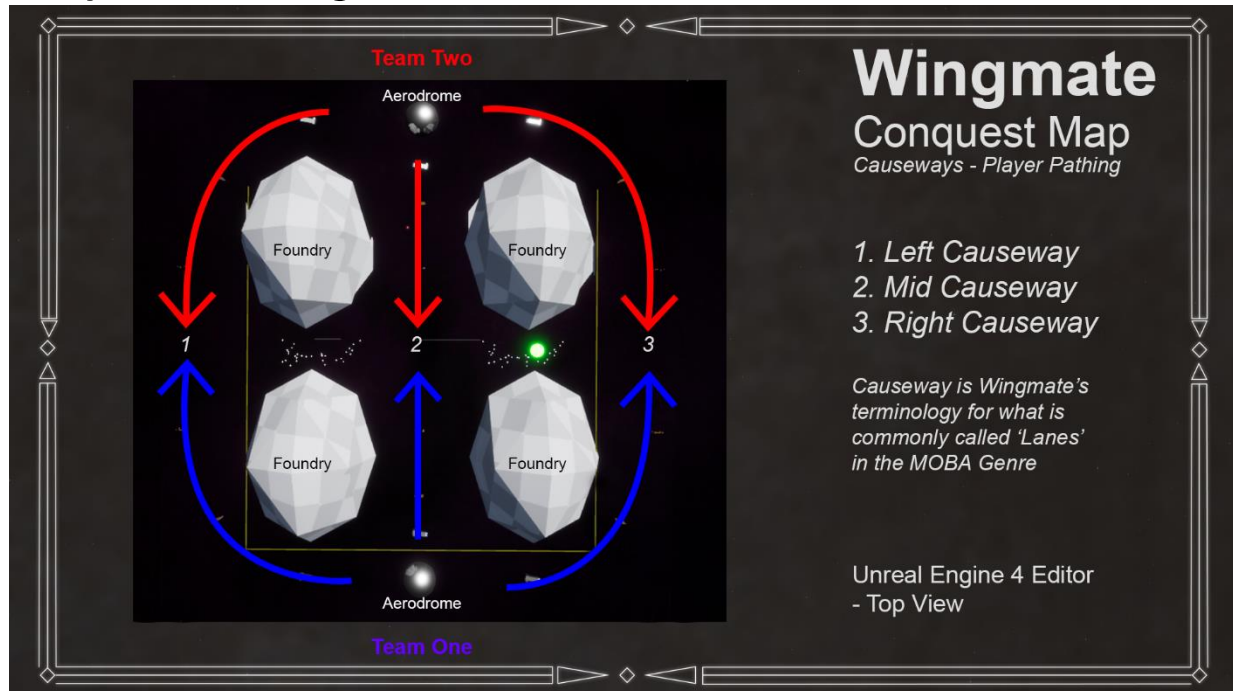 Team Two
Aerodrome
Foundry
Foundry
1
2
3
Foundry
Foundry
Aerodrome
Team One
Wingmate
Conquest Map
Causeways - Player Pathing
1. Left Causeway
2. Mid Causeway
3. Right Causeway
Causeway is Wingmate's
terminology for what is
commonly called 'Lanes'
in the MOBA Genre
Unreal Engine 4 Editor
- Top View